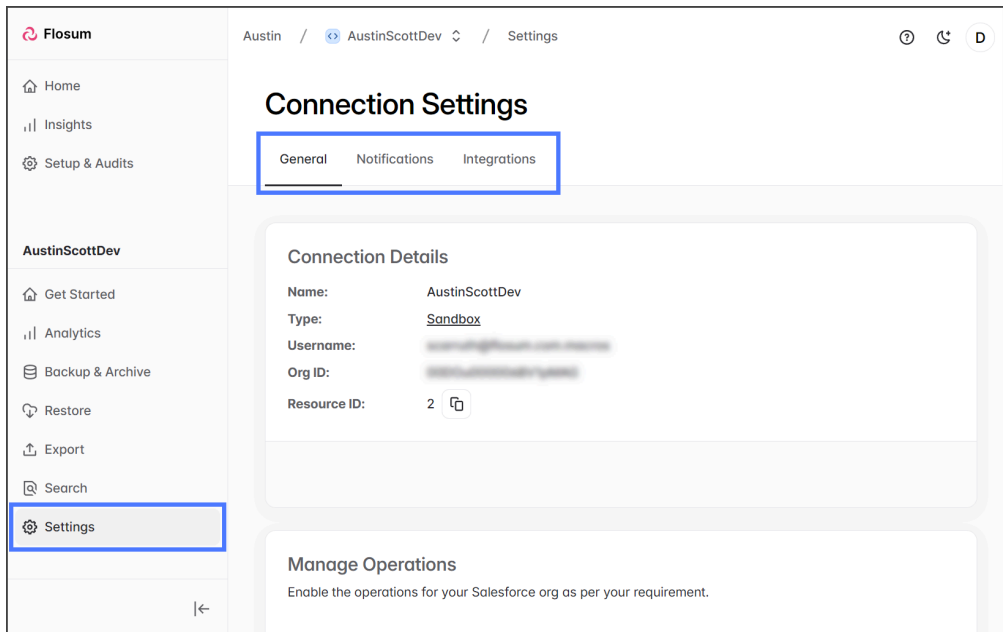 Flosum
Austin / AustinScottDev / Settings
D
Home
Insights
Setup & Audits
Connection Settings
General Notifications Integrations
AustinScottDev
Get Started
Analytics
Backup & Archive
Restore
Export
Search
Settings
Connection Details
Name: AustinScottDev
Type: Sandbox
Username:
Org ID:
Resource ID: 2
Manage Operations
Enable the operations for your Salesforce org as per your requirement.